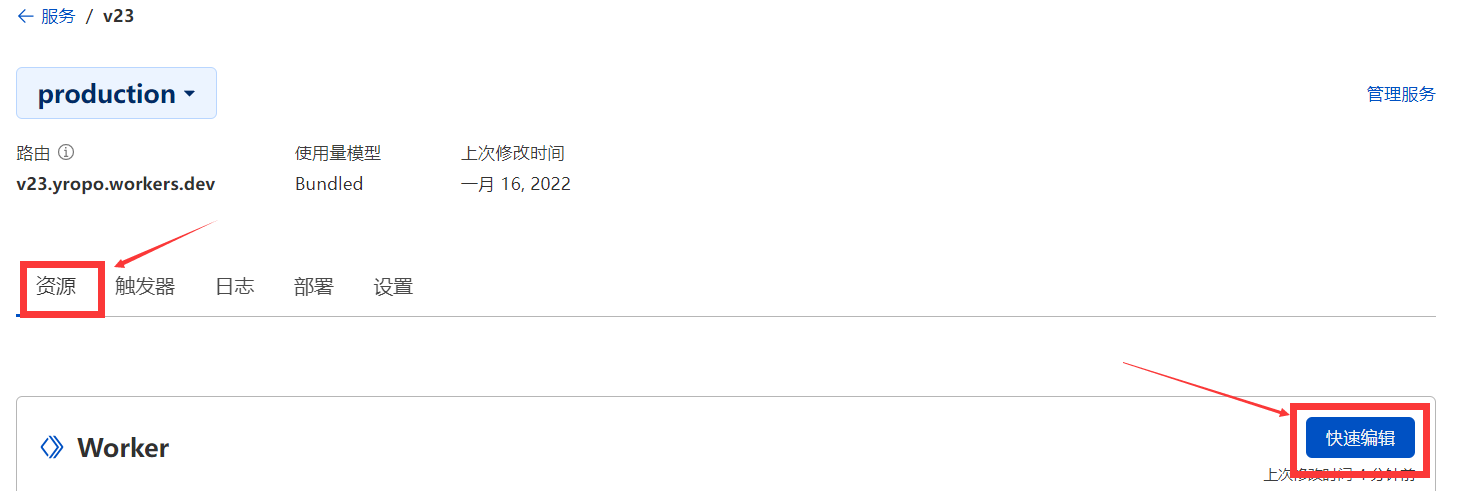 ← 服务 / v23
production
管理服务
路由 使用量模型 上次修改时间
v23.yropo.workers.dev Bundled 一月 16, 2022
资源 触发器 日志 部署 设置
Worker
快速编辑
上次修改时间 分钟前